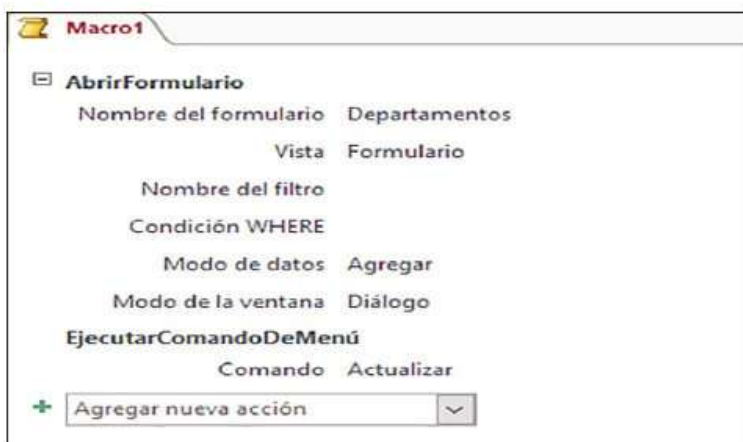 Macro1
AbrirFormulario
Nombre del formulario Departamentos
Vista Formulario
Nombre del filtro
Condición WHERE
Modo de datos Agregar
Modo de la ventana Diálogo
EjecutarComandoDeMenú
Comando Actualizar
Agregar nueva acción